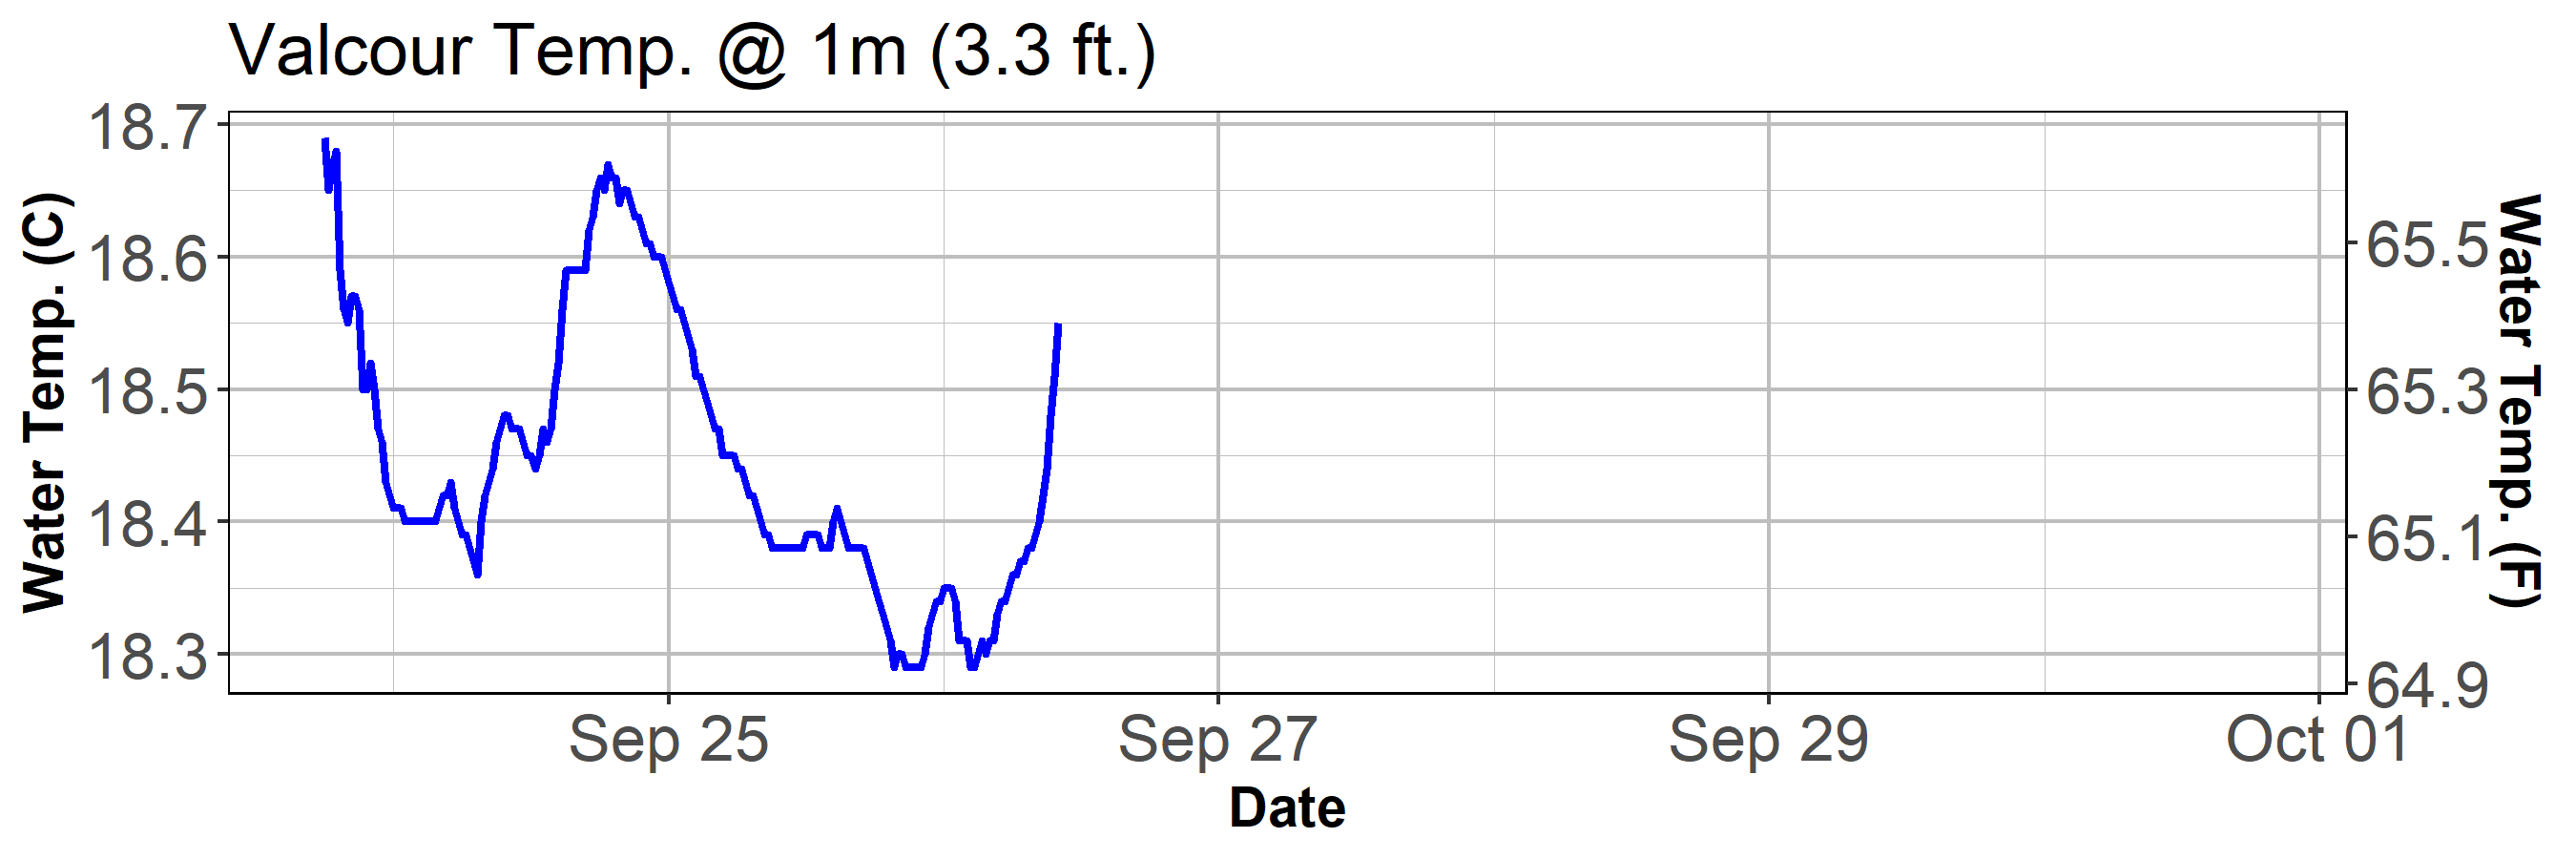 Valcour Temp. @ 1m (3.3 ft.)
Water Temp. (C)
18.7
18.6
18.5
18.4
18.3
65.5
65.3
65.1
64.9
Water Temp. (F)
Sep 25
Sep 27
Sep 29
Oct 01
Date